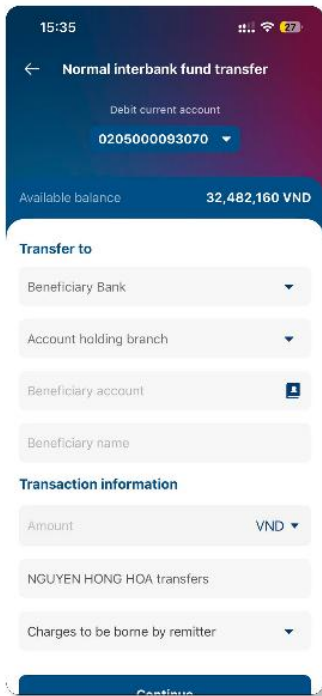 15:35
27
Normal interbank fund transfer
Debit current account
0205000093070
Available balance 32,482,160 VND
Transfer to
Beneficiary Bank
Account holding branch
Beneficiary account
Beneficiary name
Transaction information
Amount VND
NGUYEN HONG HOA transfers
Charges to be borne by remitter
Continue